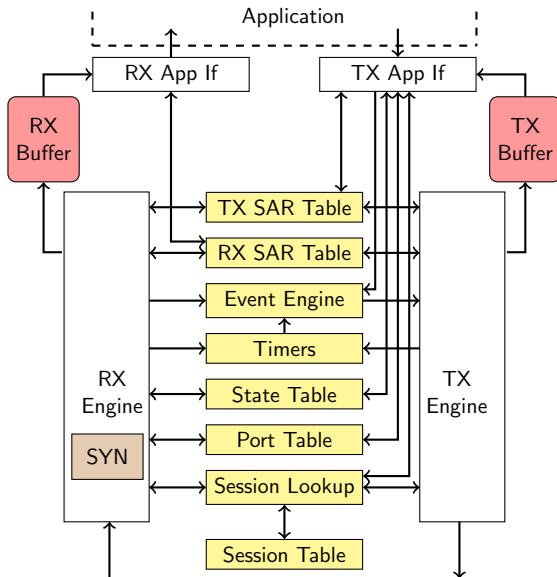 Application
RX App If
TX App If
RX
Buffer
TX
Buffer
TX SAR Table
RX SAR Table
Event Engine
Timers
RX
Engine
State Table
TX
Engine
Port Table
SYN
Session Lookup
Session Table